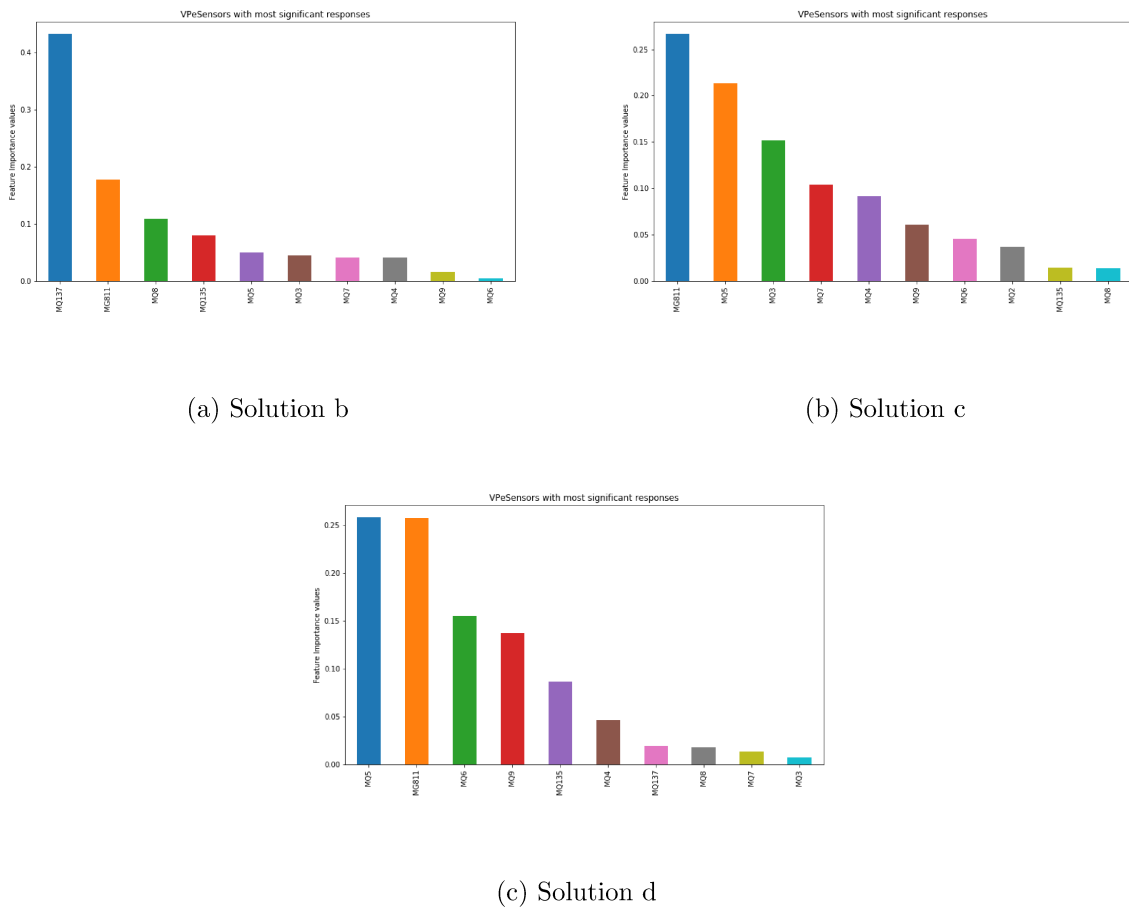 VPeSensors with most significant responses
Feature Importance values
0.4
0.3
0.2
0.1
0.0
MQ137
MG811
MQ8
MQ135
MQ5
MQ3
MQ7
MQ4
MQ9
MQ6
(a) Solution b
VPeSensors with most significant responses
Feature Importance values
0.25
0.20
0.15
0.10
0.05
0.00
MG811
MQ5
MQ3
MQ7
MQ4
MQ9
MQ6
MQ2
MQ135
MQ8
(b) Solution c
VPeSensors with most significant responses
Feature Importance values
0.25
0.20
0.15
0.10
0.05
0.00
MQ5
MG811
MQ6
MQ9
MQ135
MQ4
MQ137
MQ8
MQ7
MQ3
(c) Solution d